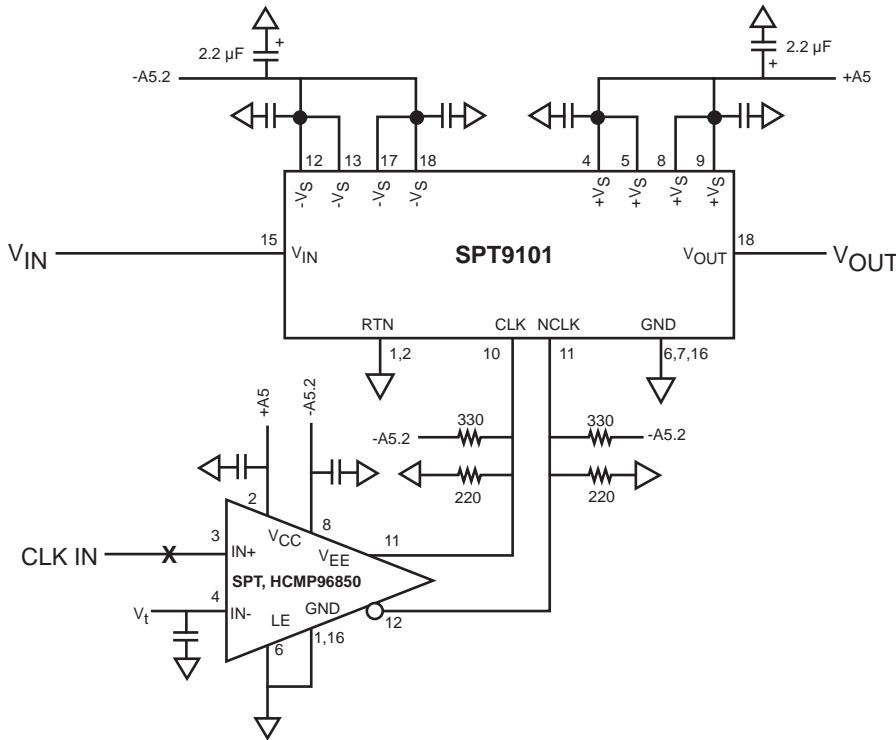 2.2 µF
+
2.2 µF
+
-A5.2
+A5
12 13 17 18 4 5 8 9
-VS -VS -VS -VS +VS +VS +VS +VS
VIN
15
VIN
SPT9101
VOUT
18
VOUT
RTN CLK NCLK GND
1,2 10 11 6,7,16
+A5
-A5.2
330 330
-A5.2 -A5.2
220 220
2
8
VCC
VEE
11
3
CLK IN
X
IN+
SPT, HCMP96850
4
Vt
IN-
GND
LE
12
1,16
6